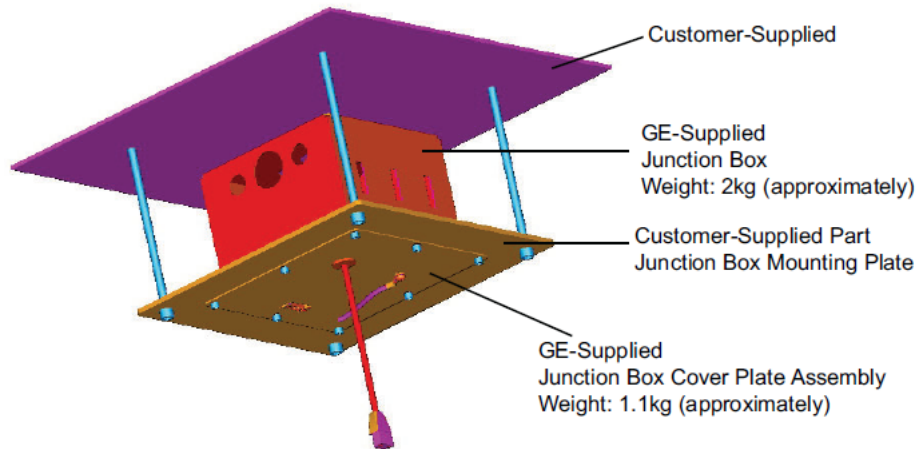 Customer-Supplied
GE-Supplied
Junction Box
Weight: 2kg (approximately)
Customer-Supplied Part
Junction Box Mounting Plate
GE-Supplied
Junction Box Cover Plate Assembly
Weight: 1.1kg (approximately)